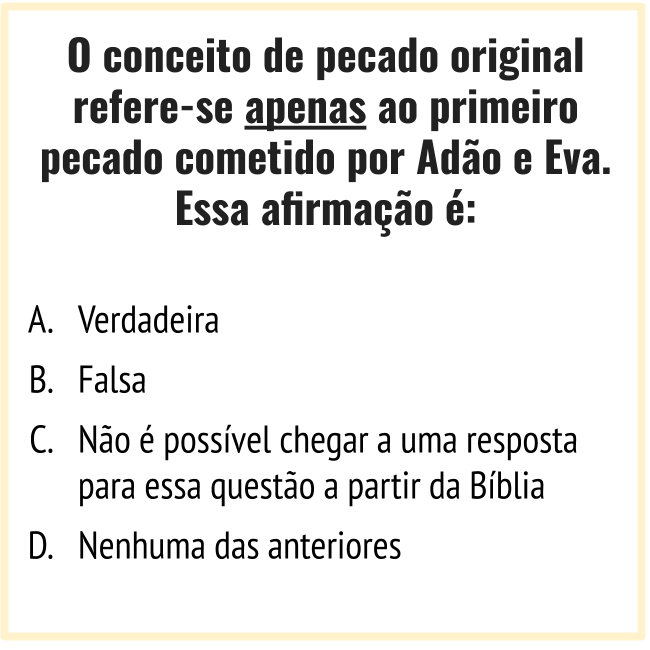 O conceito de pecado original
refere-se apenas ao primeiro
pecado cometido por Adão e Eva.
Essa afirmação é:
A. Verdadeira
B. Falsa
C. Não é possível chegar a uma resposta
para essa questão a partir da Bíblia
D. Nenhuma das anteriores